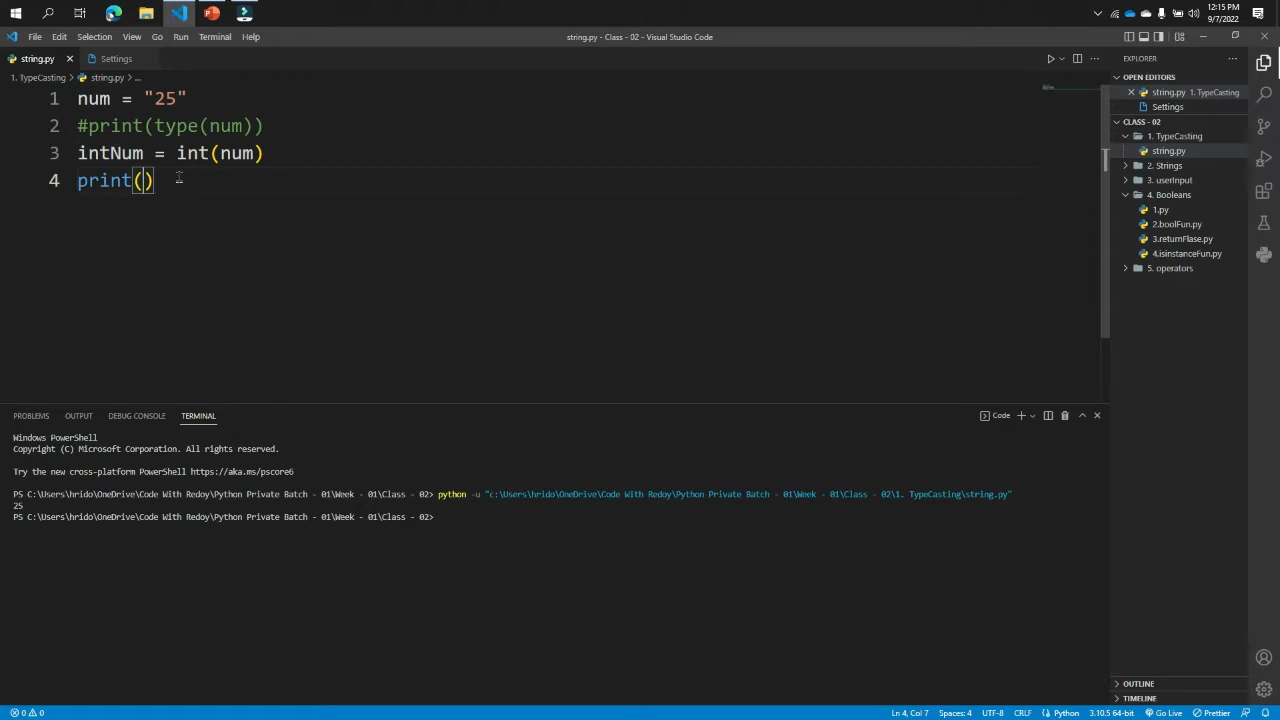 12:15 PM
9/7/2022
File Edit Selection View Go Run Terminal Help
string.py - Class - 02 - Visual Studio Code
string.py
Settings
1. TypeCasting > string.py > ...
1 num = "25"
2 #print(type(num))
3 intNum = int(num)
4 print()
EXPLORER
OPEN EDITORS
string.py 1. TypeCasting
Settings
CLASS - 02
1. TypeCasting
string.py
2. Strings
3. userInput
4. Booleans
1.py
2.boolFun.py
3.returnFlase.py
4.isinstanceFun.py
5. operators
PROBLEMS OUTPUT DEBUG CONSOLE TERMINAL
Code
Windows PowerShell
Copyright (C) Microsoft Corporation. All rights reserved.
Try the new cross-platform PowerShell https://aka.ms/pscore6
PS C:\Users\hrido\OneDrive\Code With Redoy\Python Private Batch - 01\Week - 01\Class - 02> python -u "c:\Users\hrido\OneDrive\Code With Redoy\Python Private Batch - 01\Week - 01\Class - 02\1. TypeCasting\string.py"
25
PS C:\Users\hrido\OneDrive\Code With Redoy\Python Private Batch - 01\Week - 01\Class - 02>
OUTLINE
TIMELINE
0 0
Ln 4, Col 7 Spaces: 4 UTF-8 CRLF Python 3.10.5 64-bit Go Live Prettier